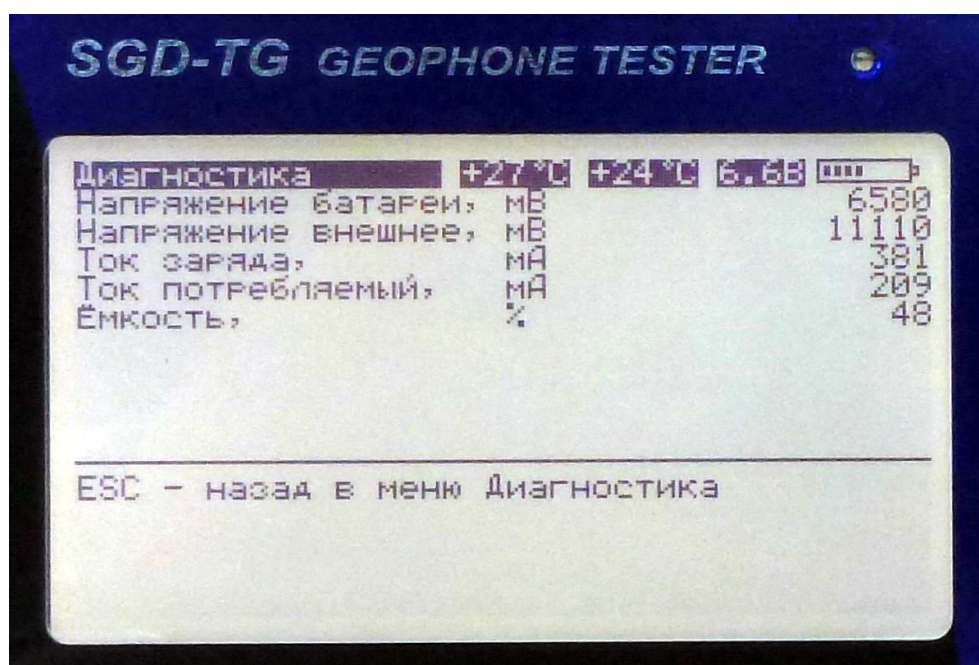 SGD-TG GEOPHONE TESTER
Диагностика +27°C +24°C 6.6В
Напряжение батареи, мВ 6580
Напряжение внешнее, мВ 11110
Ток заряда, мА 381
Ток потребляемый, мА 209
Ёмкость, % 48
ESC - назад в меню Диагностика